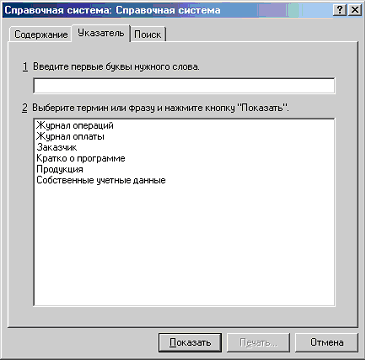 Справочная система: Справочная система
Содержание Указатель Поиск
1 Введите первые буквы нужного слова.
2 Выберите термин или фразу и нажмите кнопку "Показать".
Журнал операций
Журнал оплаты
Заказчик
Кратко о программе
Продукция
Собственные учетные данные
Показать Печать... Отмена